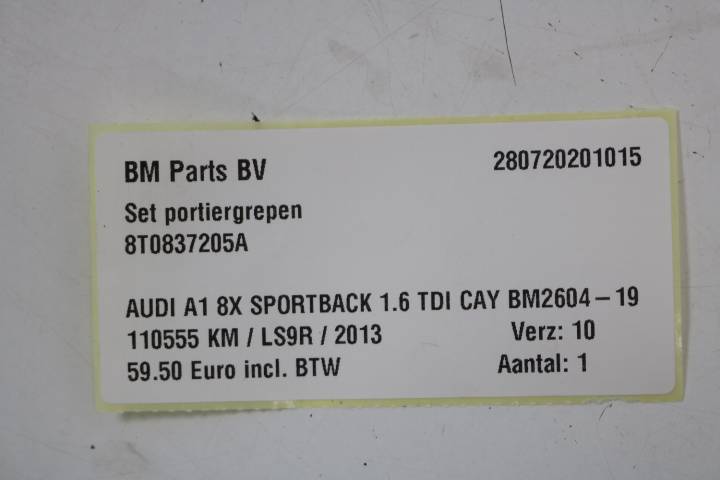 BM Parts BV 280720201015
Set portiergrepen
8T0837205A
AUDI A1 8X SPORTBACK 1.6 TDI CAY BM2604-19
110555 KM / LS9R / 2013 Verz: 10
59.50 Euro incl. BTW Aantal: 1